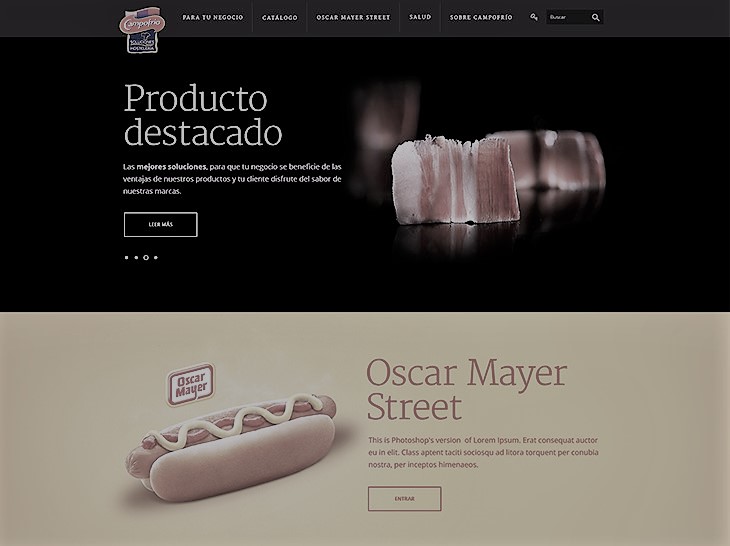 Campofrío
SOLUCIONES
HOSTELERÍA
PARA TU NEGOCIO
CATÁLOGO
OSCAR MAYER STREET
SALUD
SOBRE CAMPOFRÍO
Buscar
Producto
destacado
Las mejores soluciones, para que tu negocio se beneficie de las
ventajas de nuestros productos y tu cliente disfrute del sabor de
nuestras marcas.
LEER MÁS
Oscar
Mayer
Oscar Mayer
Street
This is Photoshop's version of Lorem Ipsum. Erat consequat auctor
eu in elit. Class aptent taciti sociosqu ad litora torquent per conubia
nostra, per inceptos himenaeos.
ENTRAR